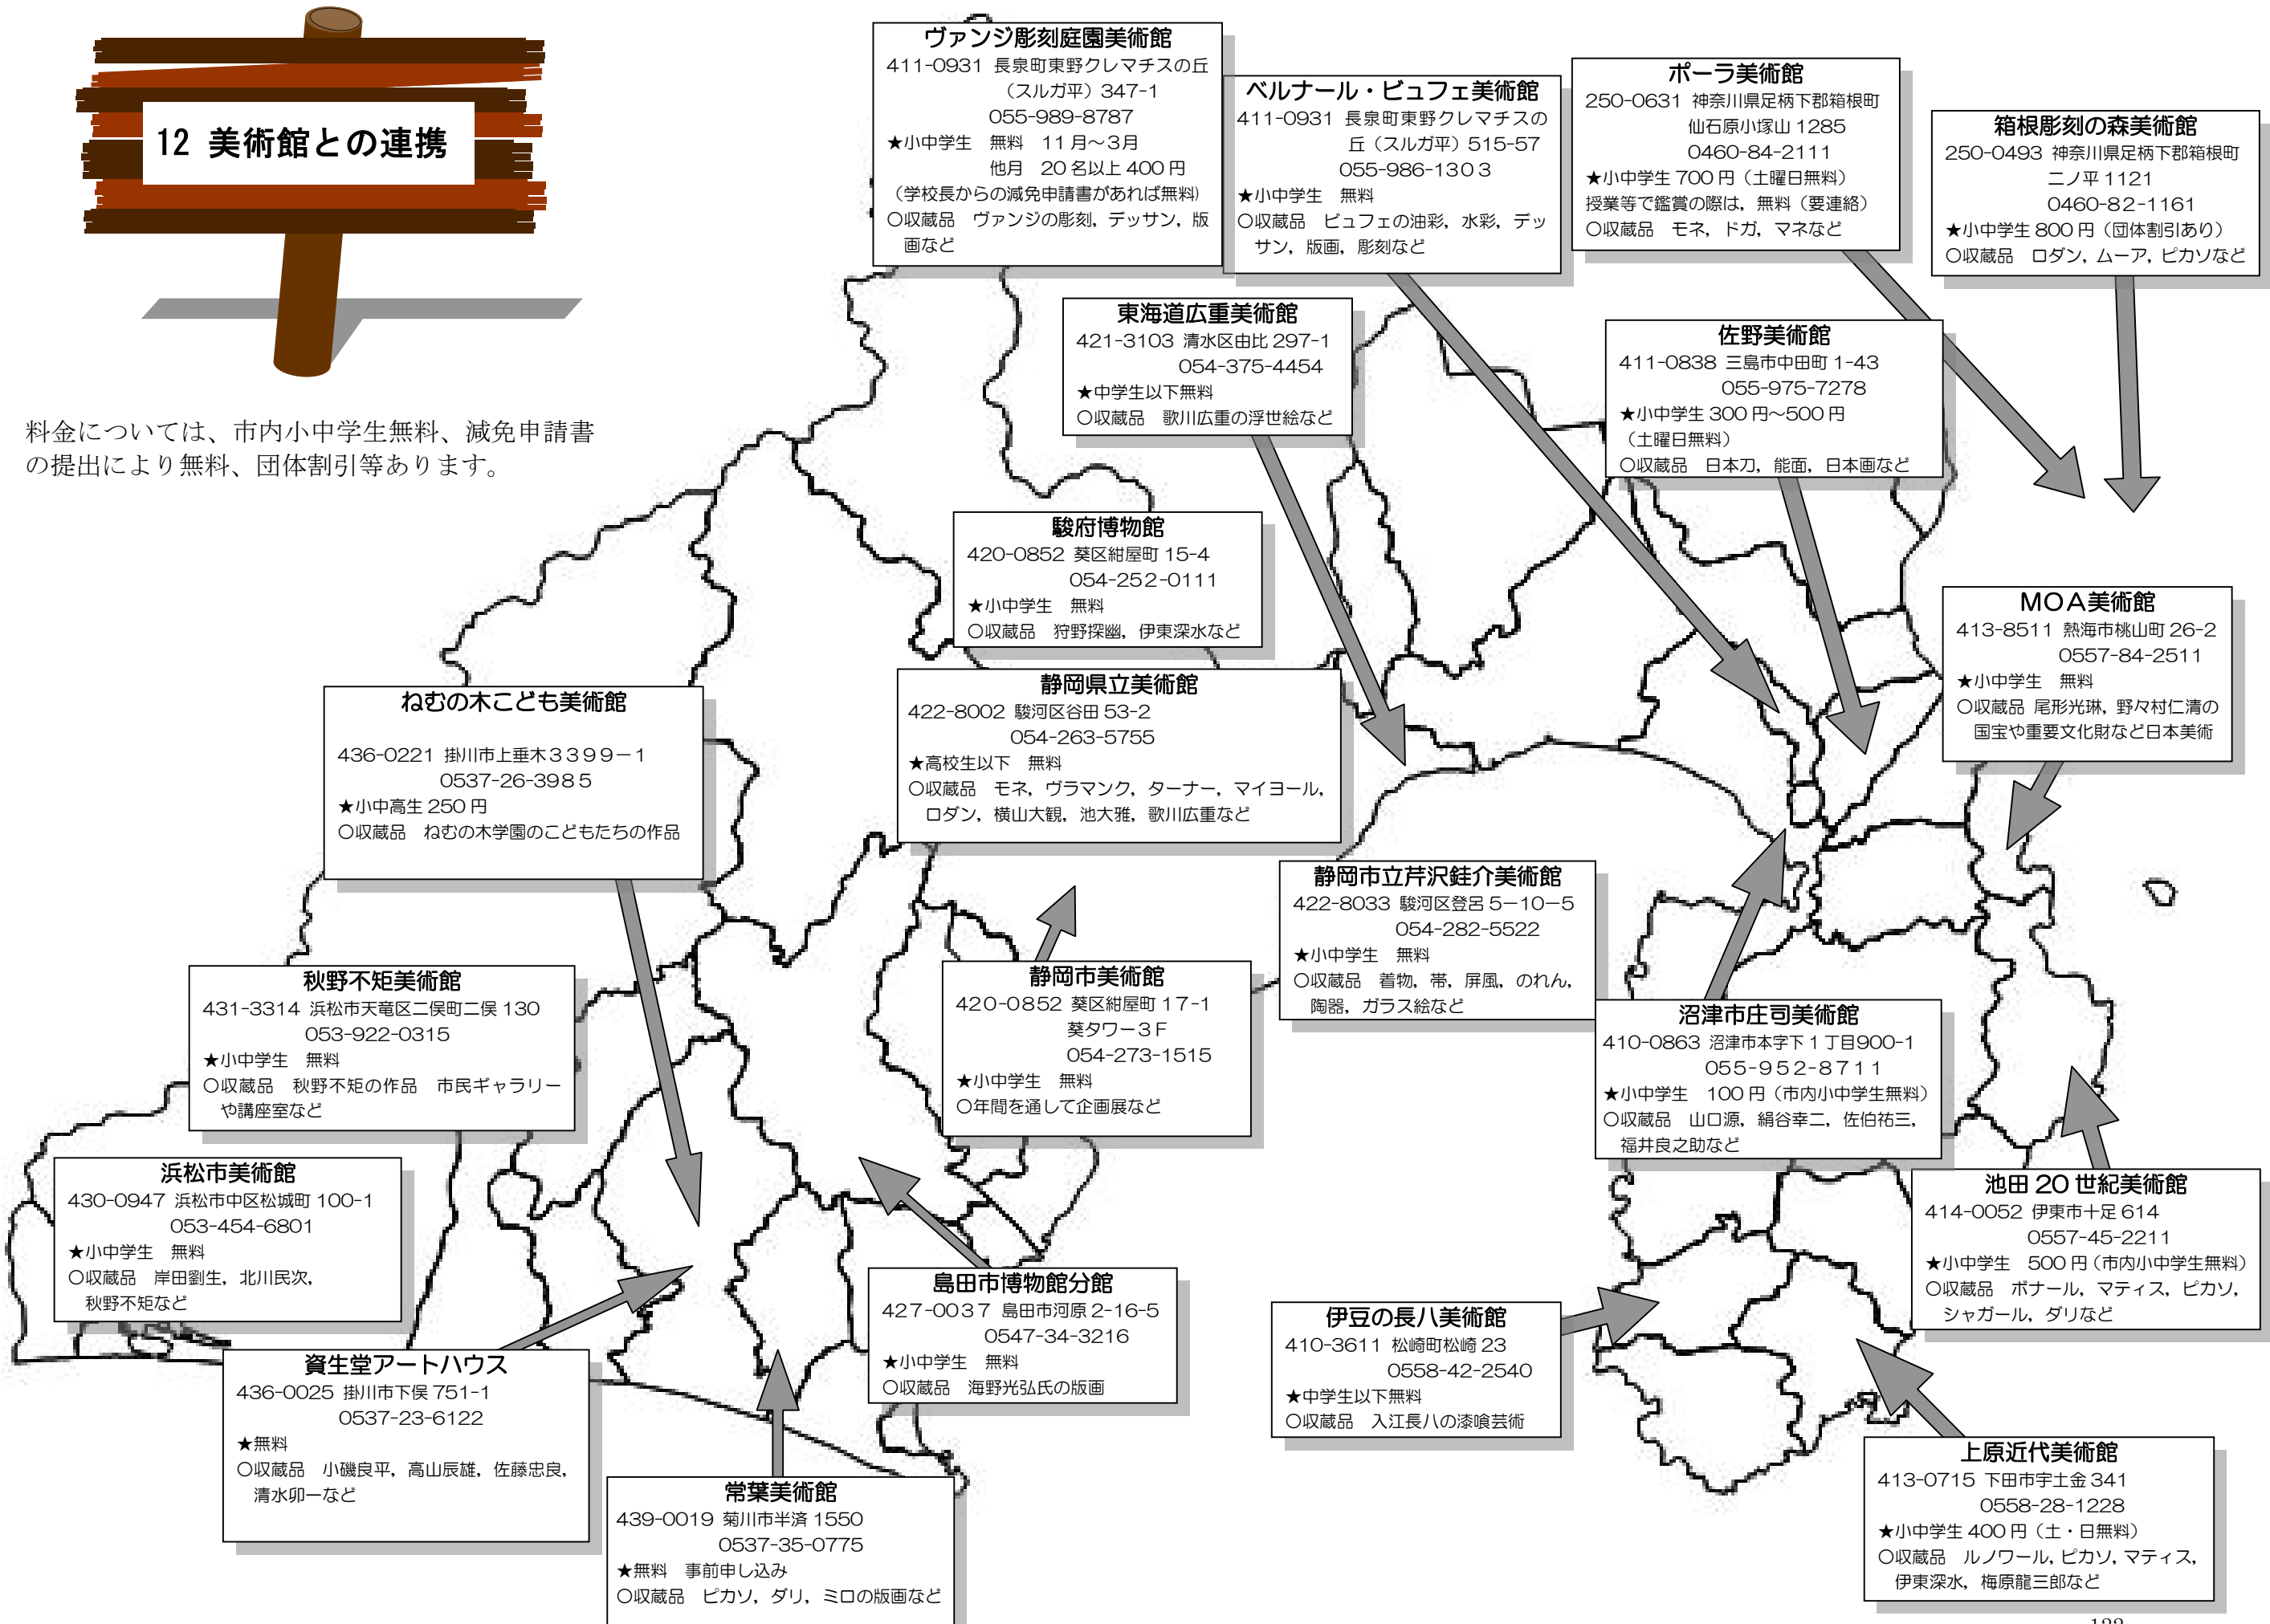 12 美術館との連携
料金については、市内小中学生無料、減免申請書
の提出により無料、団体割引等あります。
ヴァンジ彫刻庭園美術館
411-0931 長泉町東野クレマチスの丘
（スルガ平）347-1
055-989-8787
★小中学生　無料　11月～3月
他月　20名以上400円
（学校長からの減免申請書があれば無料）
○収蔵品　ヴァンジの彫刻，デッサン，版
画など
ベルナール・ビュフェ美術館
411-0931 長泉町東野クレマチスの
丘（スルガ平）515-57
055-986-1303
★小中学生　無料
○収蔵品　ビュフェの油彩，水彩，デッ
サン，版画，彫刻など
ポーラ美術館
250-0631 神奈川県足柄下郡箱根町
仙石原小塚山1285
0460-84-2111
★小中学生700円（土曜日無料）
授業等で鑑賞の際は，無料（要連絡）
○収蔵品　モネ，ドガ，マネなど
箱根彫刻の森美術館
250-0493 神奈川県足柄下郡箱根町
二ノ平1121
0460-82-1161
★小中学生800円（団体割引あり）
○収蔵品　ロダン，ムーア，ピカソなど
東海道広重美術館
421-3103 清水区由比297-1
054-375-4454
★中学生以下無料
○収蔵品　歌川広重の浮世絵など
佐野美術館
411-0838 三島市中田町1-43
055-975-7278
★小中学生300円～500円
（土曜日無料）
○収蔵品　日本刀，能面，日本画など
駿府博物館
420-0852 葵区紺屋町15-4
054-252-0111
★小中学生　無料
○収蔵品　狩野探幽，伊東深水など
MOA美術館
413-8511 熱海市桃山町26-2
0557-84-2511
★小中学生　無料
○収蔵品 尾形光琳，野々村仁清の
国宝や重要文化財など日本美術
ねむの木こども美術館
436-0221 掛川市上垂木３３９９－１
0537-26-3985
★小中高生250円
○収蔵品　ねむの木学園のこどもたちの作品
静岡県立美術館
422-8002 駿河区谷田53-2
054-263-5755
★高校生以下　無料
○収蔵品　モネ，ヴラマンク，ターナー，マイヨール，
ロダン，横山大観，池大雅，歌川広重など
静岡市立芹沢銈介美術館
422-8033 駿河区登呂5－10－5
054-282-5522
★小中学生　無料
○収蔵品　着物，帯，屏風，のれん，
陶器，ガラス絵など
秋野不矩美術館
431-3314 浜松市天竜区二俣町二俣130
053-922-0315
★小中学生　無料
○収蔵品　秋野不矩の作品　市民ギャラリー
や講座室など
静岡市美術館
420-0852 葵区紺屋町17-1
葵タワー3F
054-273-1515
★小中学生　無料
○年間を通して企画展など
沼津市庄司美術館
410-0863 沼津市本字下1丁目900-1
055-952-8711
★小中学生　100円（市内小中学生無料）
○収蔵品　山口源，絹谷幸二，佐伯祐三，
福井良之助など
浜松市美術館
430-0947 浜松市中区松城町100-1
053-454-6801
★小中学生　無料
○収蔵品　岸田劉生，北川民次，
秋野不矩など
池田20世紀美術館
414-0052 伊東市十足614
0557-45-2211
★小中学生　500円（市内小中学生無料）
○収蔵品　ボナール，マティス，ピカソ，
シャガール，ダリなど
島田市博物館分館
427-0037 島田市河原2-16-5
0547-34-3216
★小中学生　無料
○収蔵品　海野光弘氏の版画
伊豆の長八美術館
410-3611 松崎町松崎23
0558-42-2540
★中学生以下無料
○収蔵品　入江長八の漆喰芸術
資生堂アートハウス
436-0025 掛川市下俣751-1
0537-23-6122
★無料
○収蔵品　小磯良平，高山辰雄，佐藤忠良，
清水卯一など
常葉美術館
439-0019 菊川市半済1550
0537-35-0775
★無料　事前申し込み
○収蔵品　ピカソ，ダリ，ミロの版画など
上原近代美術館
413-0715 下田市宇土金341
0558-28-1228
★小中学生400円（土・日無料）
○収蔵品　ルノワール，ピカソ，マティス，
伊東深水，梅原龍三郎など